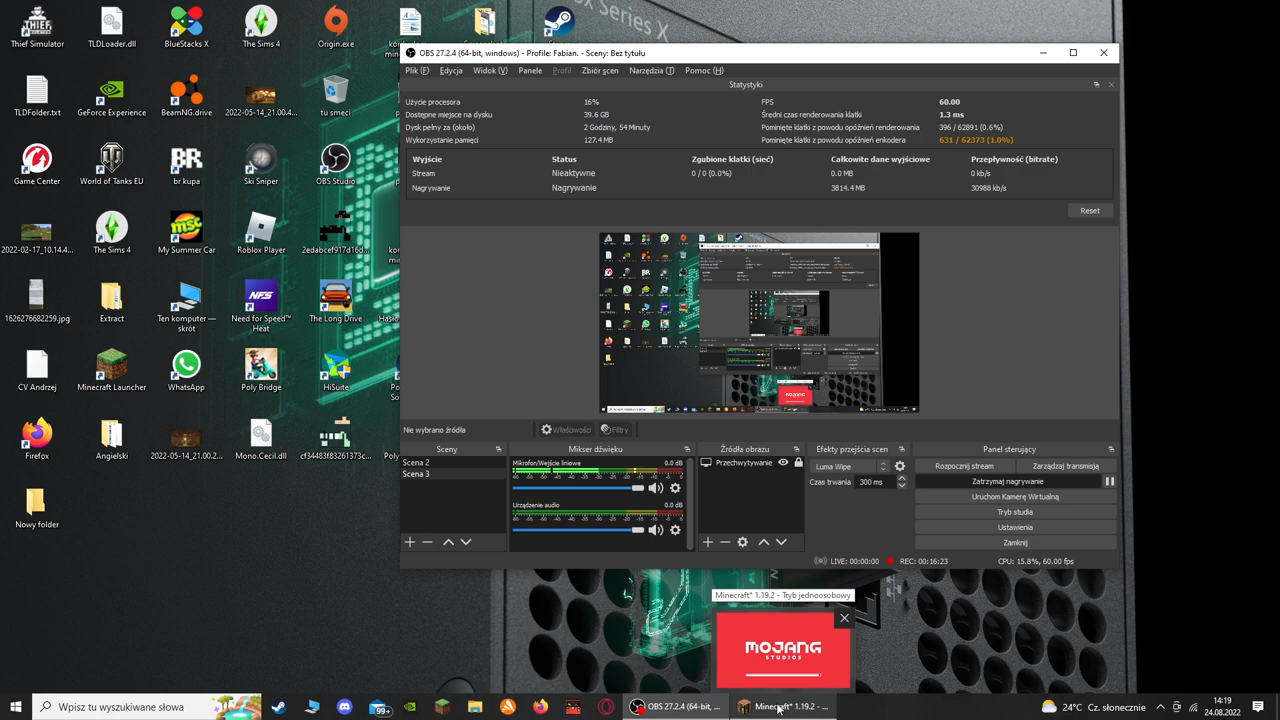 Thief Simulator
TLDLoader.dll
BlueStacks X
The Sims 4
Origin.exe
OBS 27.2.4 (64-bit, windows) - Profile: Fabian. - Sceny: Bez tytułu
Plik (F)
Edycja
Widok (V)
Panele
Profil
Zbiór scen
Narzędzia (T)
Pomoc (H)
Statystyki
Użycie procesora
16%
FPS
60.00
Dostępne miejsce na dysku
39.6 GB
Średni czas renderowania klatki
1.3 ms
Dysk pełny za (około)
2 Godziny, 54 Minuty
Pominięte klatki z powodu opóźnień renderowania
396 / 62891 (0.6%)
Wykorzystanie pamięci
127.4 MB
Pominięte klatki z powodu opóźnień enkodera
631 / 62373 (1.0%)
Wyjście
Status
Zgubione klatki (sieć)
Całkowite dane wyjściowe
Przepływność (bitrate)
Stream
Nieaktywne
0 / 0 (0.0%)
0.0 MB
0 kb/s
Nagrywanie
Nagrywanie
3814.4 MB
30988 kb/s
Reset
TLDFolder.txt
GeForce Experience
BeamNG.drive
2022-05-14_21.00.4...
tu smeci
Game Center
World of Tanks EU
br kupa
Ski Sniper
OBS Studio
2022-02-17_10.14.4...
The Sims 4
My Summer Car
Roblox Player
2edabcef917d16d...
1626276682259.jpg
Extract
Ten komputer — skrót
Need for Speed™ Heat
The Long Drive
CV Andrzej
Minecraft Launcher
WhatsApp
Poly Bridge
HiSuite
Firefox
Angielski
2022-05-14_21.00.4...
Mono.Cecil.dll
cf34483f83261373c...
Nowy folder
Nie wybrano źródła
Właściwości
Filtry
Sceny
Mikser dźwięku
Źródła obrazu
Efekty przejścia scen
Panel sterujący
Scene 2
Scene 3
Mikrofon/Wejście liniowe
0.0 dB
Urządzenie audio
0.0 dB
Przechwytywanie
Luma Wipe
Czas trwania
300 ms
Rozpocznij stream
Zarządzaj transmisją
Zatrzymaj nagrywanie
Uruchom Kamerę Wirtualną
Tryb studia
Ustawienia
Zamknij
LIVE: 00:00:00
REC: 00:16:23
CPU: 15.8%, 60.00 fps
Minecraft* 1.19.2 - Tryb jednoosobowy
MOJANG
STUDIOS
Wpisz tu szukane słowa
OBS 27.2.4 (64-bit, ...
Minecraft* 1.19.2 - ...
24°C Cz. słonecznie
14:19
24.08.2022